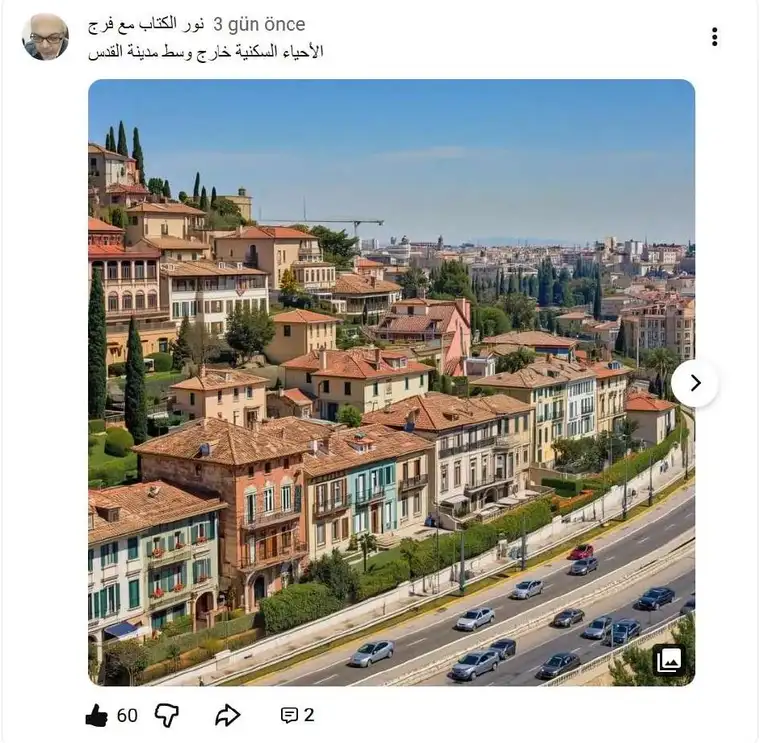 نور الكتاب مع فرج 3 gün önce
الأحياء السكنية خارج وسط مدينة القدس
60
2